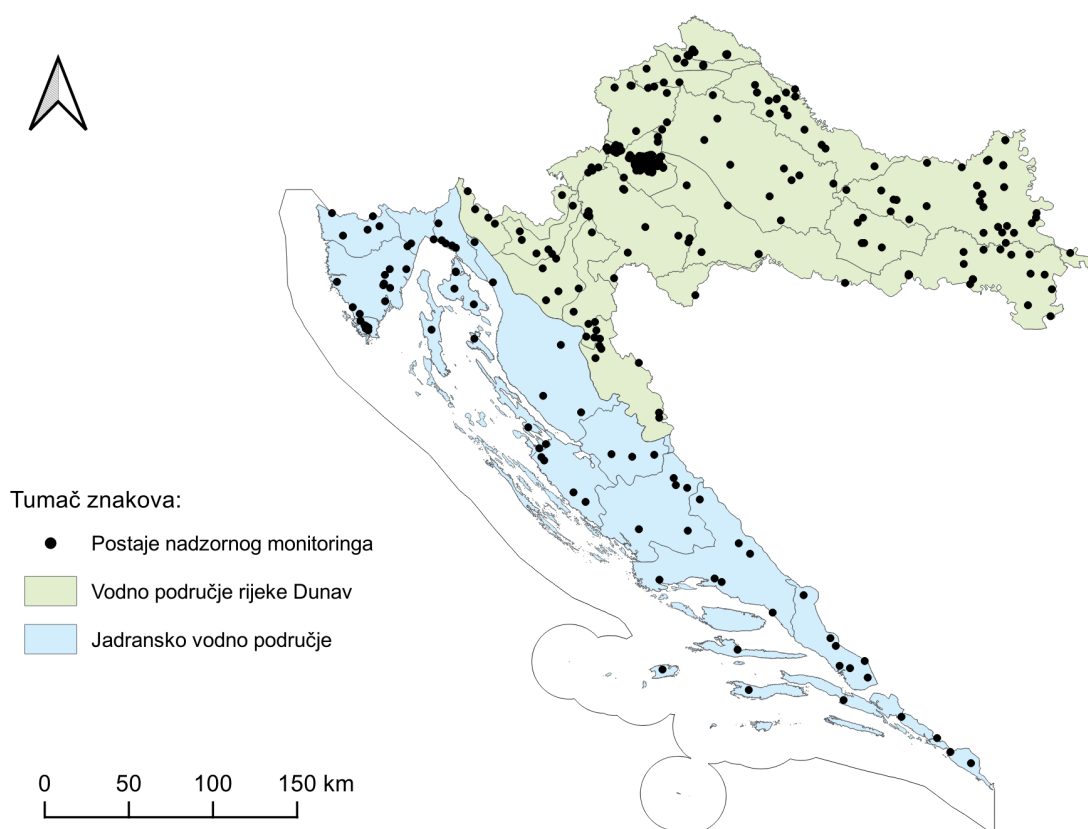 Tumač znakova:
Postaje nadzornog monitoringa
Vodno područje rijeke Dunav
Jadransko vodno područje
0 50 100 150 km